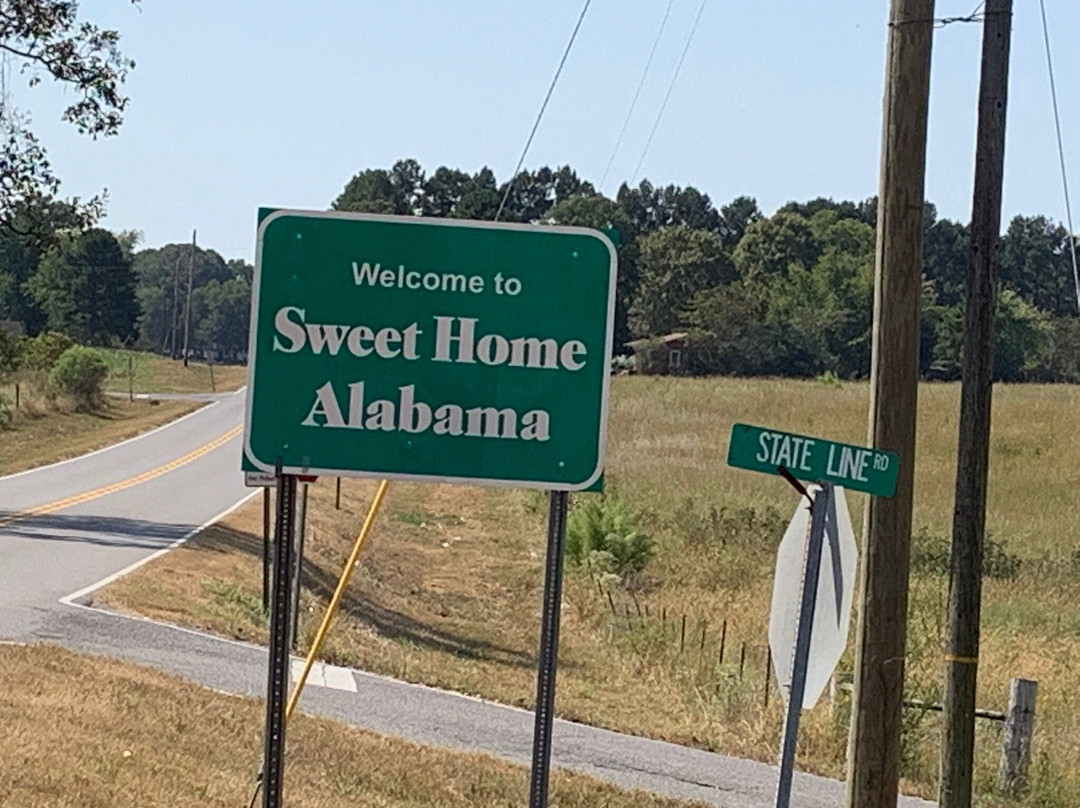 Welcome to
Sweet Home
Alabama
STATE LINE RD